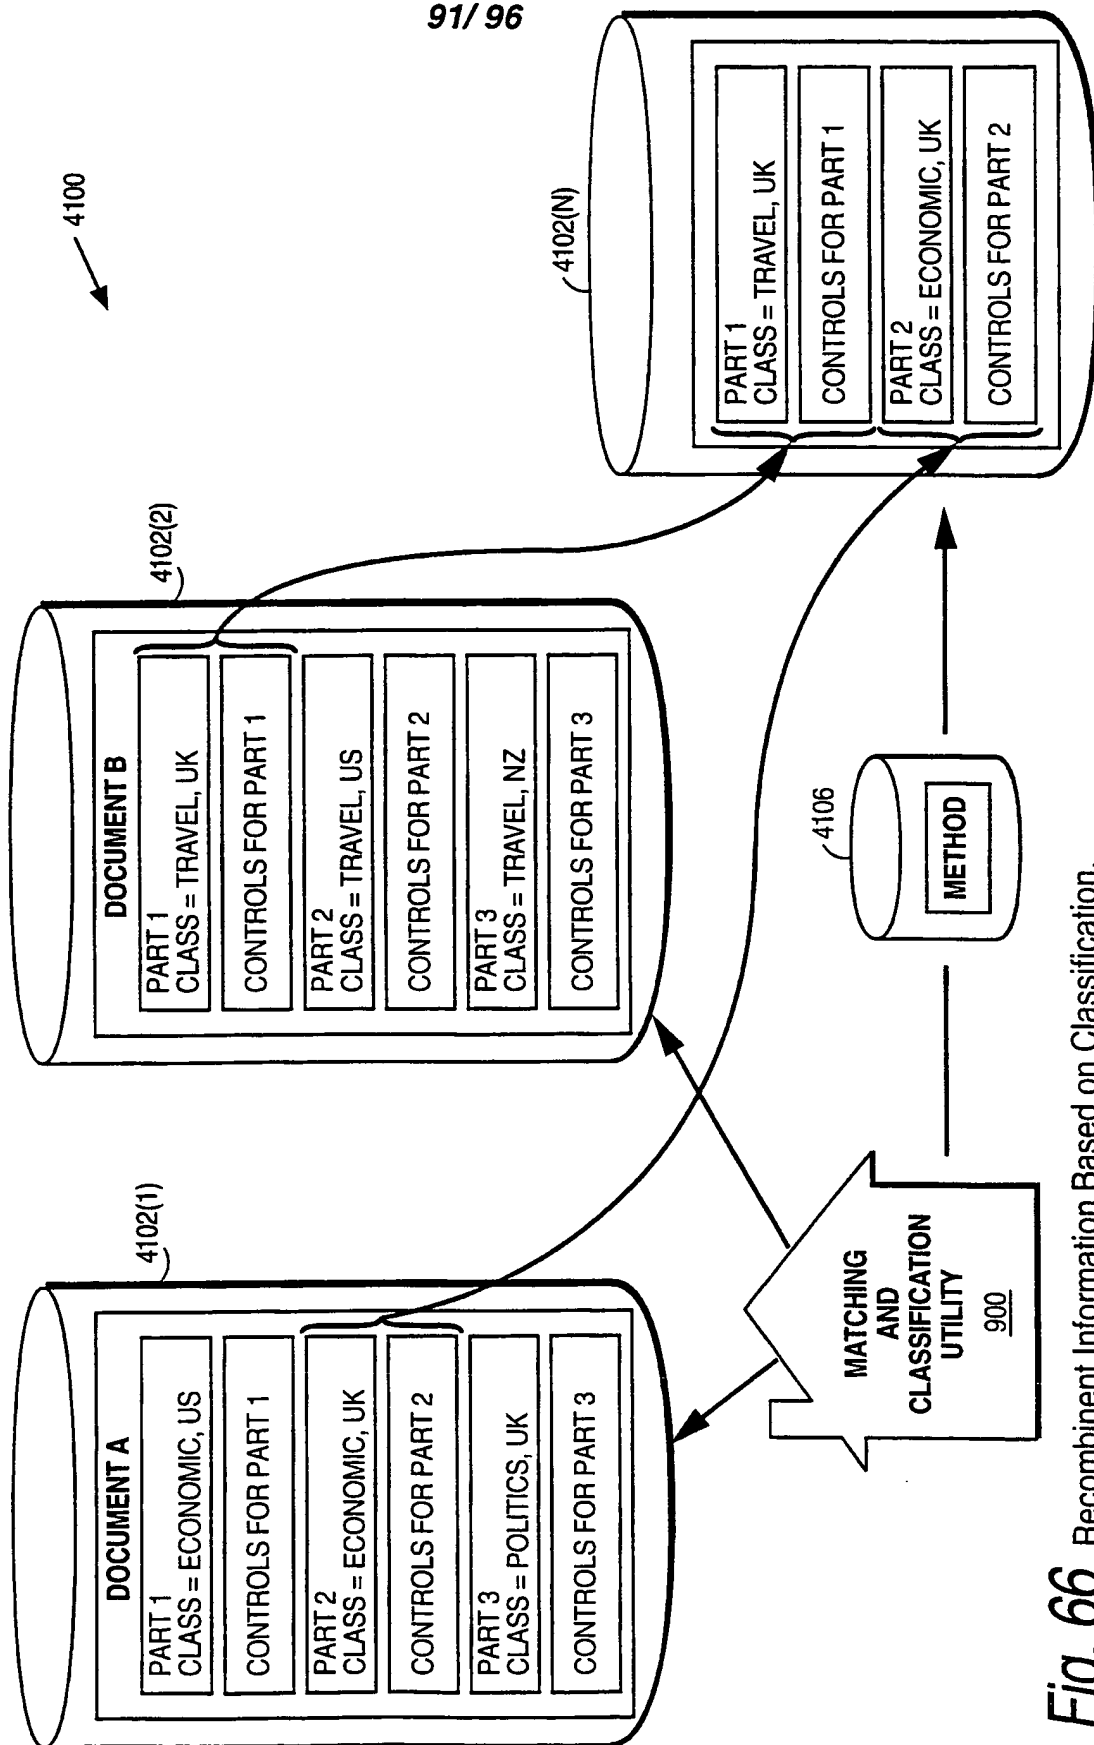 91/96
4100
4102(1)
DOCUMENT A
PART 1
CLASS = ECONOMIC, US
CONTROLS FOR PART 1
PART 2
CLASS = ECONOMIC, UK
CONTROLS FOR PART 2
PART 3
CLASS = POLITICS, UK
CONTROLS FOR PART 3
4102(2)
DOCUMENT B
PART 1
CLASS = TRAVEL, UK
CONTROLS FOR PART 1
PART 2
CLASS = TRAVEL, US
CONTROLS FOR PART 2
PART 3
CLASS = TRAVEL, NZ
CONTROLS FOR PART 3
4102(N)
PART 1
CLASS = TRAVEL, UK
CONTROLS FOR PART 1
PART 2
CLASS = ECONOMIC, UK
CONTROLS FOR PART 2
MATCHING
AND
CLASSIFICATION
UTILITY
900
4106
METHOD
Fig. 66 Recombinent Information Based on Classification.